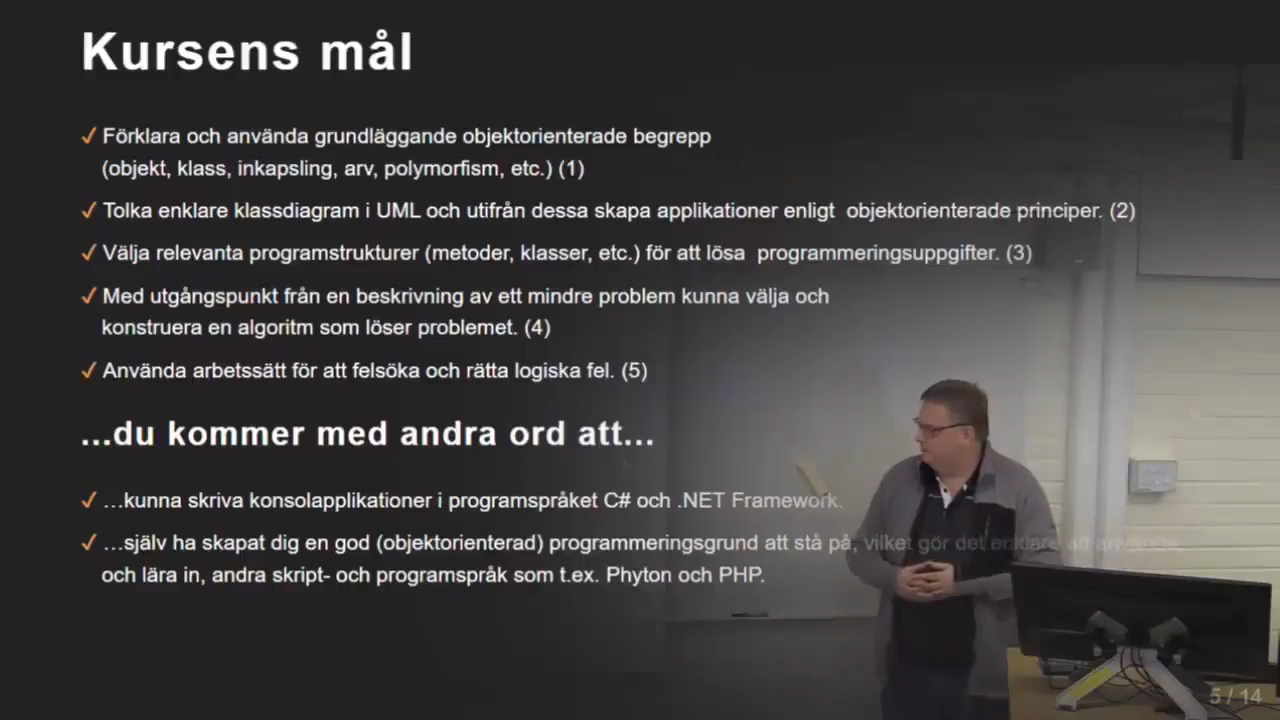 Kursens mål
✓ Förklara och använda grundläggande objektorienterade begrepp
(objekt, klass, inkapsling, arv, polymorfism, etc.) (1)
✓ Tolka enklare klassdiagram i UML och utifrån dessa skapa applikationer enligt objektorienterade principer. (2)
✓ Välja relevanta programstrukturer (metoder, klasser, etc.) för att lösa programmeringsuppgifter. (3)
✓ Med utgångspunkt från en beskrivning av ett mindre problem kunna välja och
konstruera en algoritm som löser problemet. (4)
✓ Använda arbetssätt för att felsöka och rätta logiska fel. (5)
...du kommer med andra ord att...
✓ ...kunna skriva konsolapplikationer i programspråket C# och .NET Framework.
✓ ...själv ha skapat dig en god (objektorienterad) programmeringsgrund att stå på, vilket gör det enklare att använda,
och lära in, andra skript- och programspråk som t.ex. Phyton och PHP.
5 / 14